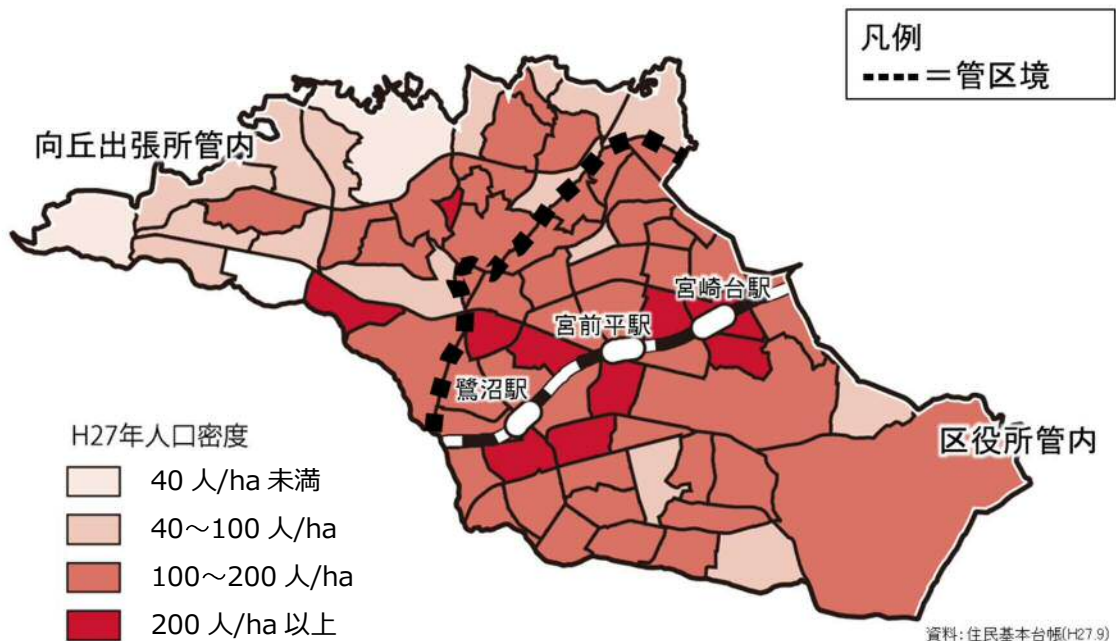 凡例
＝管区境
向丘出張所管内
宮崎台駅
宮前平駅
鷺沼駅
区役所管内
H27年人口密度
40 人/ha 未満
40～100 人/ha
100～200 人/ha
200 人/ha 以上
資料:住民基本台帳(H27.9)